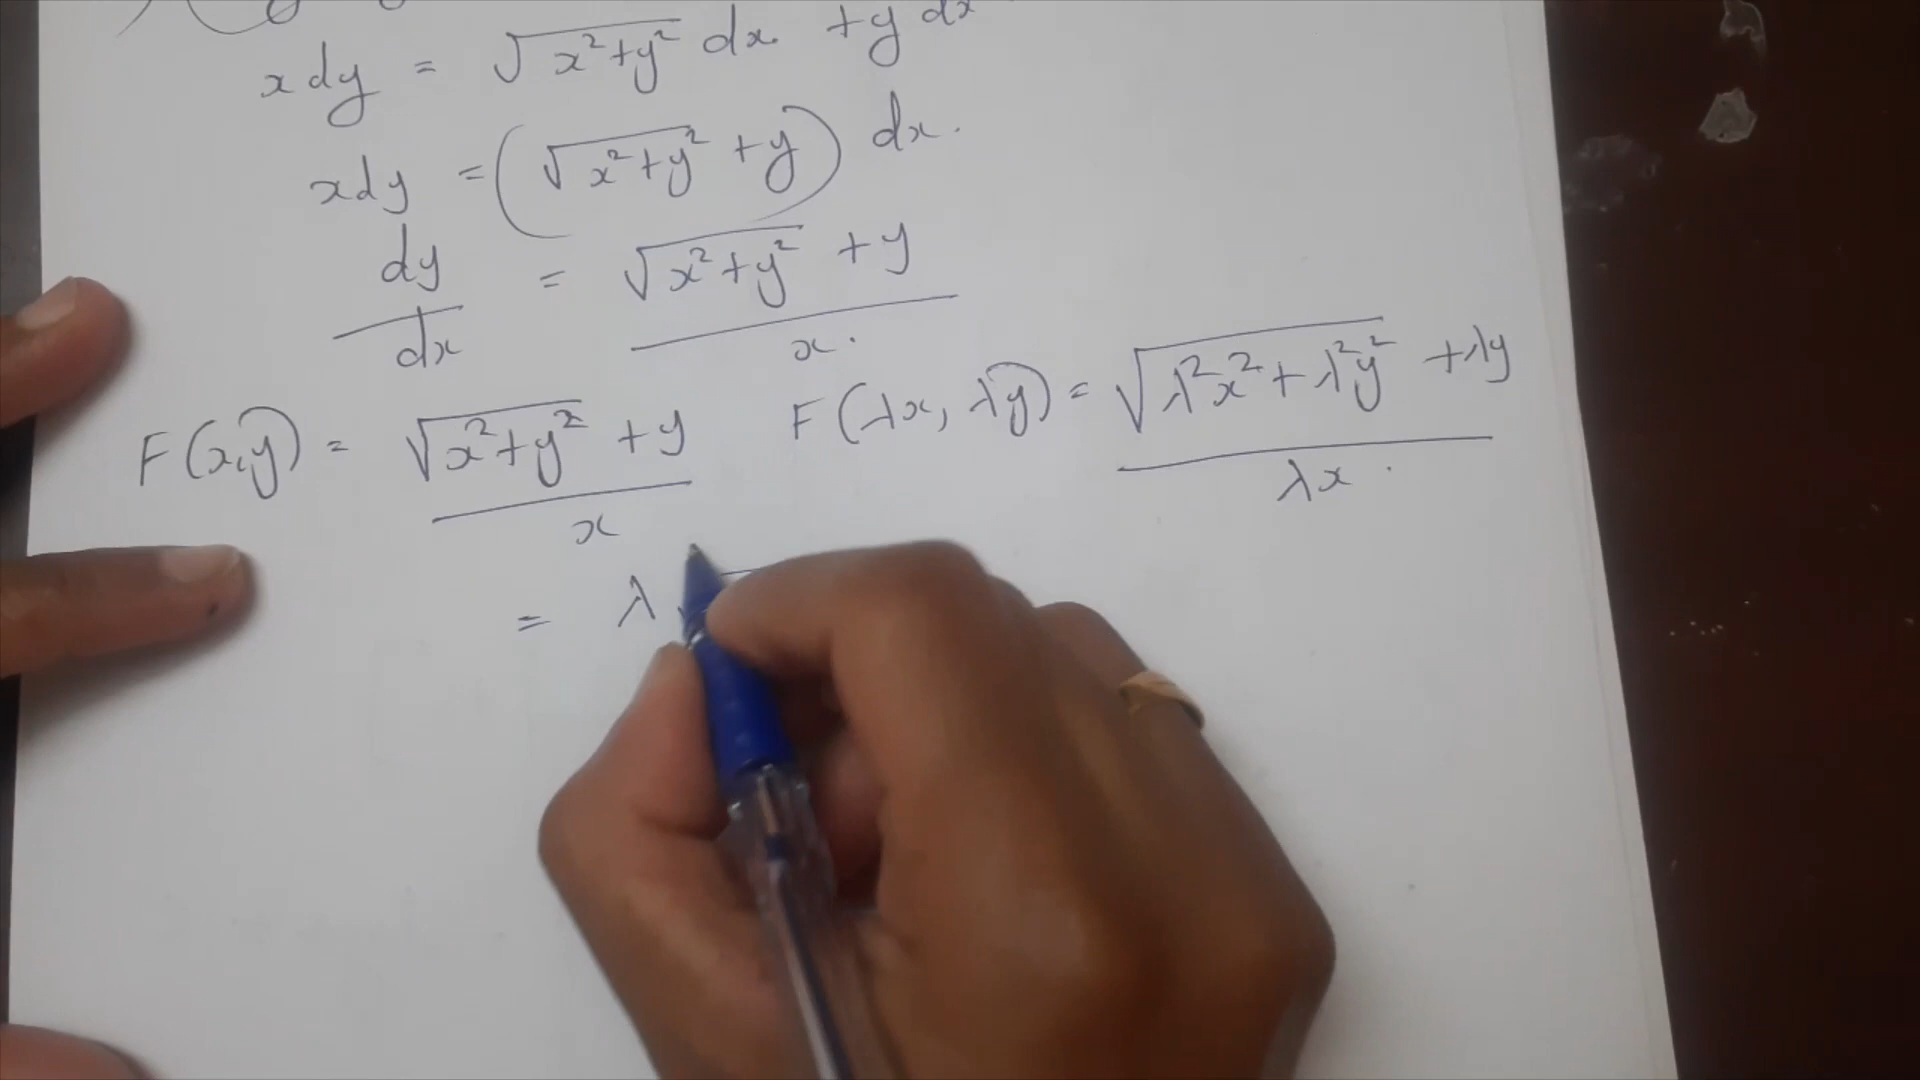 x dy = √x²+y² dx + y dx
x dy = (√x²+y² + y) dx.
dy/dx = √x²+y² + y / x.
F(x,y) = √x²+y² + y / x F(λx, λy) = √λ²x²+λ²y² + λy / λx.
= λ √